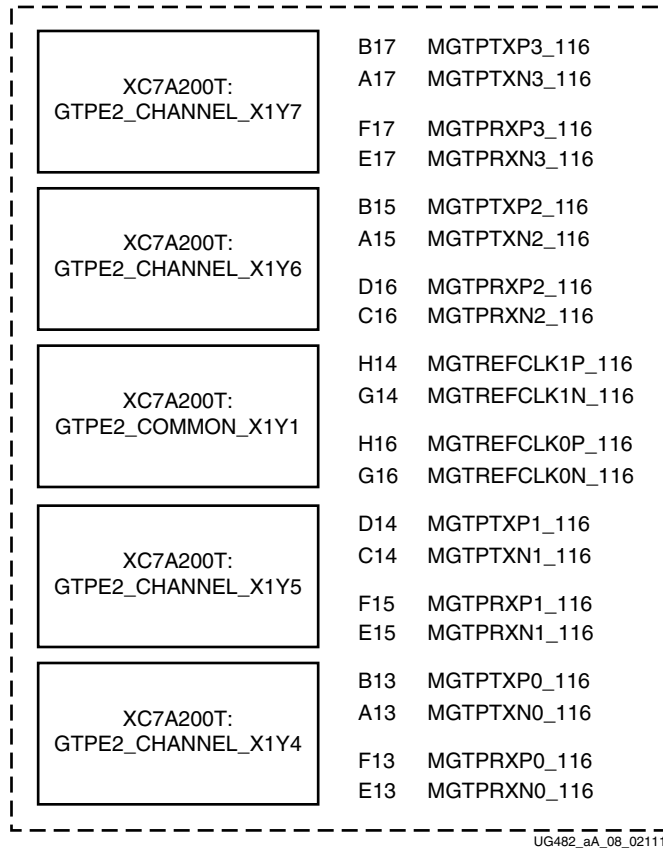 XC7A200T:
GTPE2_CHANNEL_X1Y7
B17 MGTPTXP3_116
A17 MGTPTXN3_116
F17 MGTPRXP3_116
E17 MGTPRXN3_116
XC7A200T:
GTPE2_CHANNEL_X1Y6
B15 MGTPTXP2_116
A15 MGTPTXN2_116
D16 MGTPRXP2_116
C16 MGTPRXN2_116
XC7A200T:
GTPE2_COMMON_X1Y1
H14 MGTREFCLK1P_116
G14 MGTREFCLK1N_116
H16 MGTREFCLK0P_116
G16 MGTREFCLK0N_116
XC7A200T:
GTPE2_CHANNEL_X1Y5
D14 MGTPTXP1_116
C14 MGTPTXN1_116
F15 MGTPRXP1_116
E15 MGTPRXN1_116
XC7A200T:
GTPE2_CHANNEL_X1Y4
B13 MGTPTXP0_116
A13 MGTPTXN0_116
F13 MGTPRXP0_116
E13 MGTPRXN0_116
UG482_aA_08_02111